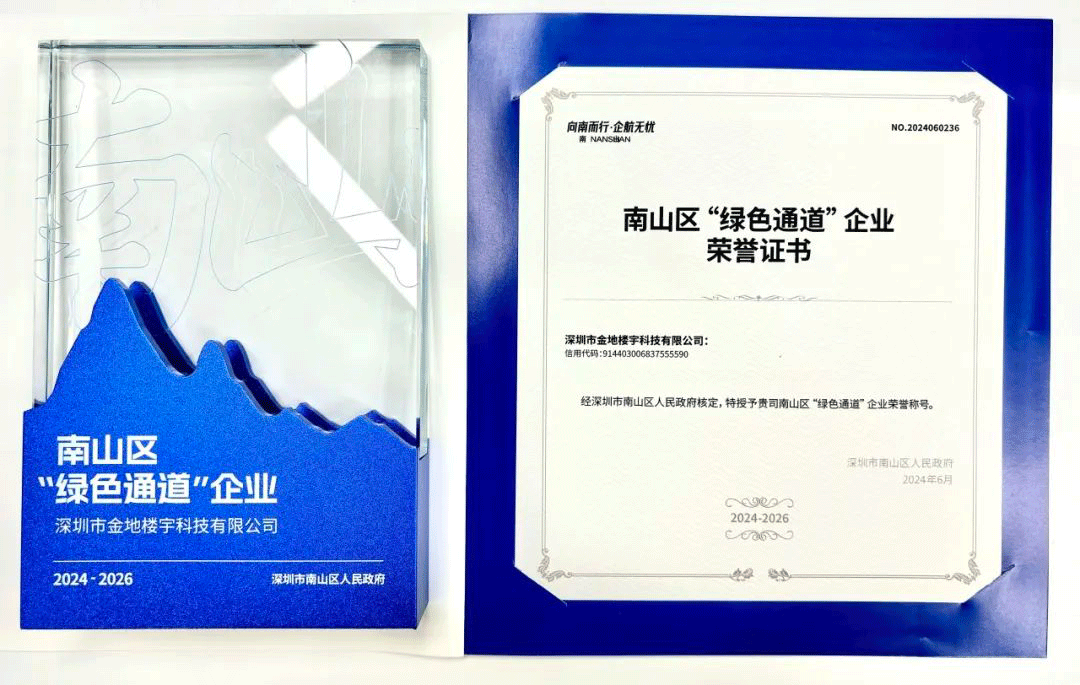 南山
南山区
“绿色通道”企业
深圳市金地楼宇科技有限公司
2024 - 2026
深圳市南山区人民政府
向南而行·企航无忧
南 NANSHAN
NO.2024060236
南山区“绿色通道”企业
荣誉证书
深圳市金地楼宇科技有限公司：
信用代码：914403006837555590
经深圳市南山区人民政府核定，特授予贵司南山区“绿色通道”企业荣誉称号。
深圳市南山区人民政府
2024年6月
2024-2026